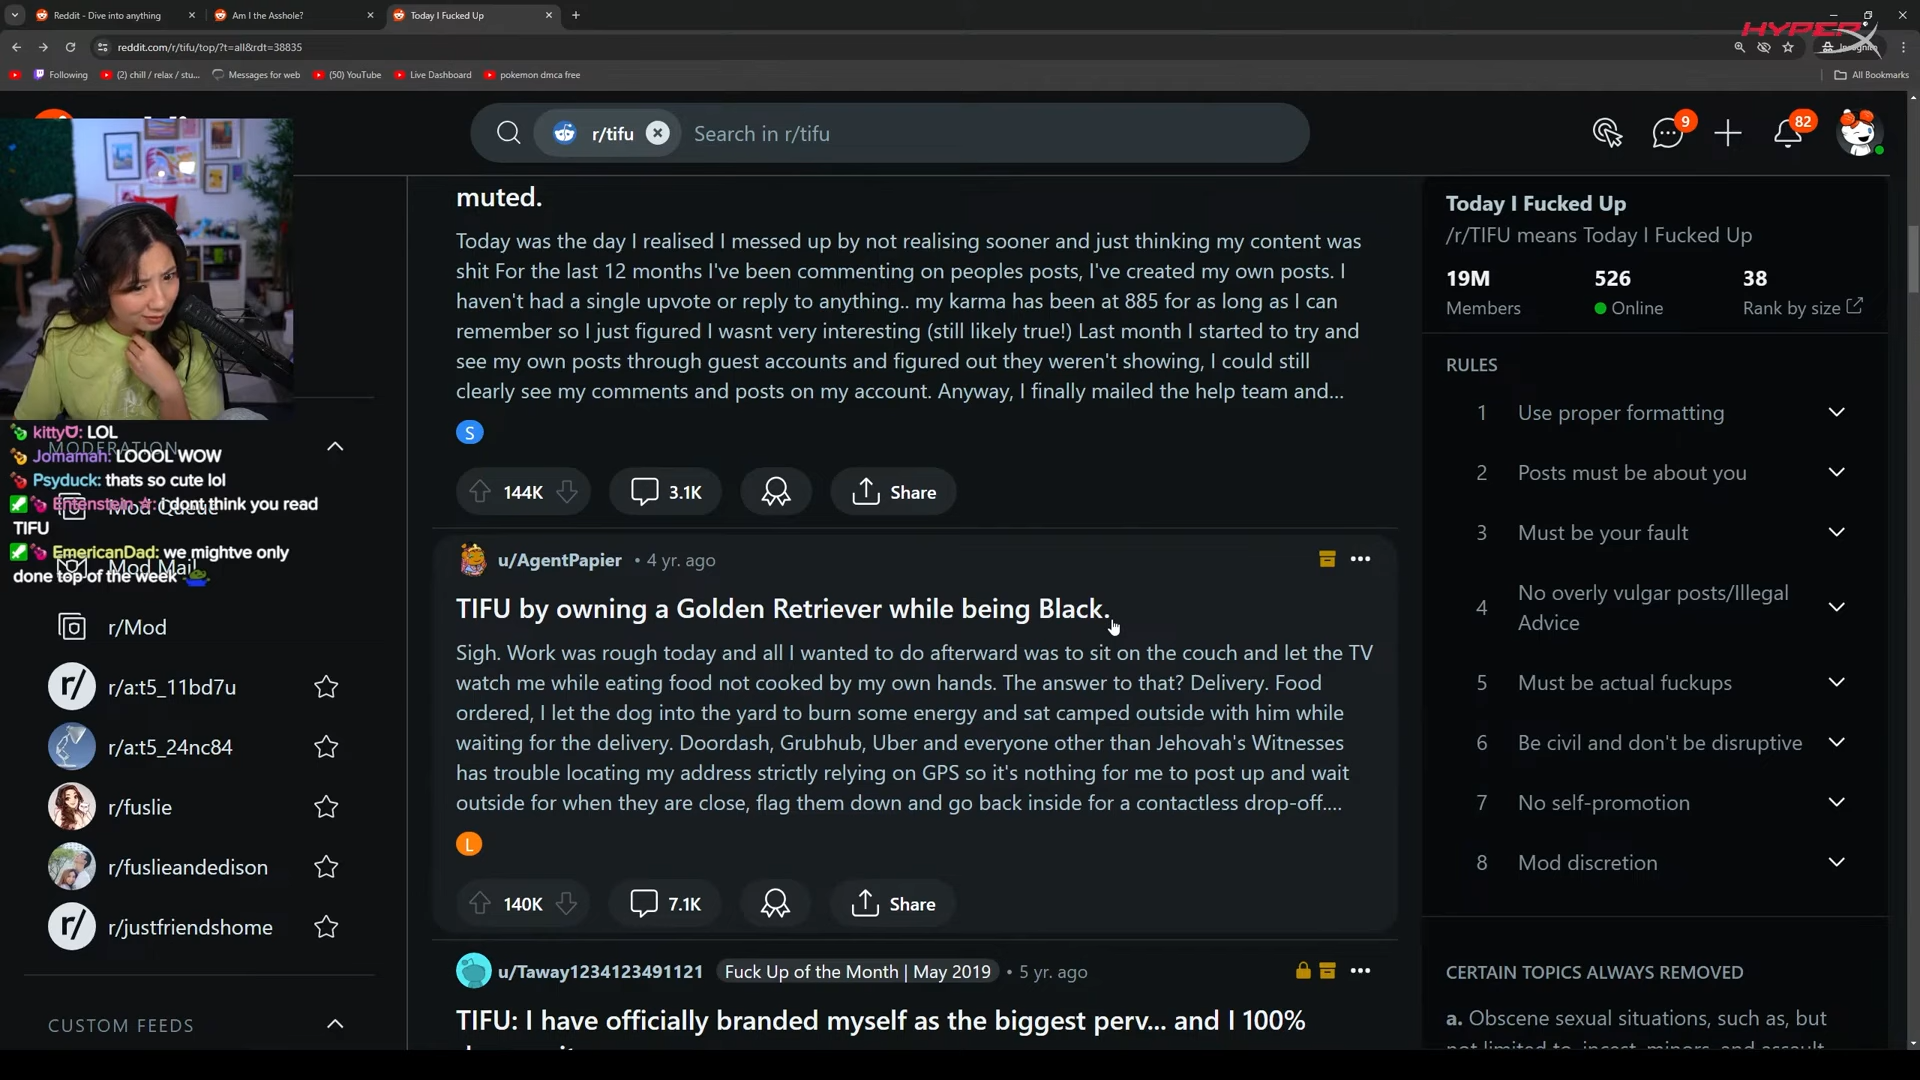 Reddit - Dive into anything
Am I the Asshole?
Today I Fucked Up
HYPERX
reddit.com/r/tifu/top/?t=all&rdt=38835
Following
(2) chill / relax / stu...
Messages for web
(50) YouTube
Live Dashboard
pokemon dmca free
All Bookmarks
r/tifu
Search in r/tifu
9
82
muted.
Today was the day I realised I messed up by not realising sooner and just thinking my content was
shit For the last 12 months I've been commenting on peoples posts, I've created my own posts. I
haven't had a single upvote or reply to anything.. my karma has been at 885 for as long as I can
remember so I just figured I wasnt very interesting (still likely true!) Last month I started to try and
see my own posts through guest accounts and figured out they weren't showing, I could still
clearly see my comments and posts on my account. Anyway, I finally mailed the help team and...
S
144K
3.1K
Share
u/AgentPapier • 4 yr. ago
TIFU by owning a Golden Retriever while being Black.
Sigh. Work was rough today and all I wanted to do afterward was to sit on the couch and let the TV
watch me while eating food not cooked by my own hands. The answer to that? Delivery. Food
ordered, I let the dog into the yard to burn some energy and sat camped outside with him while
waiting for the delivery. Doordash, Grubhub, Uber and everyone other than Jehovah's Witnesses
has trouble locating my address strictly relying on GPS so it's nothing for me to post up and wait
outside for when they are close, flag them down and go back inside for a contactless drop-off....
L
140K
7.1K
Share
u/Taway1234123491121 Fuck Up of the Month | May 2019 • 5 yr. ago
TIFU: I have officially branded myself as the biggest perv... and I 100%
kitty: LOL
MODERATION
Jomamah: LOOOL WOW
Psyduck: thats so cute lol
Entenstein: i dont think you read
Mod Queue
TIFU
EmericanDad: we mightve only
Mod Mail
done top of the week
r/Mod
r/
r/a:t5_11bd7u
r/a:t5_24nc84
r/fuslie
r/fuslieandedison
r/
r/justfriendshome
CUSTOM FEEDS
Today I Fucked Up
/r/TIFU means Today I Fucked Up
19M
Members
526
Online
38
Rank by size
RULES
1 Use proper formatting
2 Posts must be about you
3 Must be your fault
4 No overly vulgar posts/Illegal
Advice
5 Must be actual fuckups
6 Be civil and don't be disruptive
7 No self-promotion
8 Mod discretion
CERTAIN TOPICS ALWAYS REMOVED
a. Obscene sexual situations, such as, but
not limited to, incest, minors, and assault